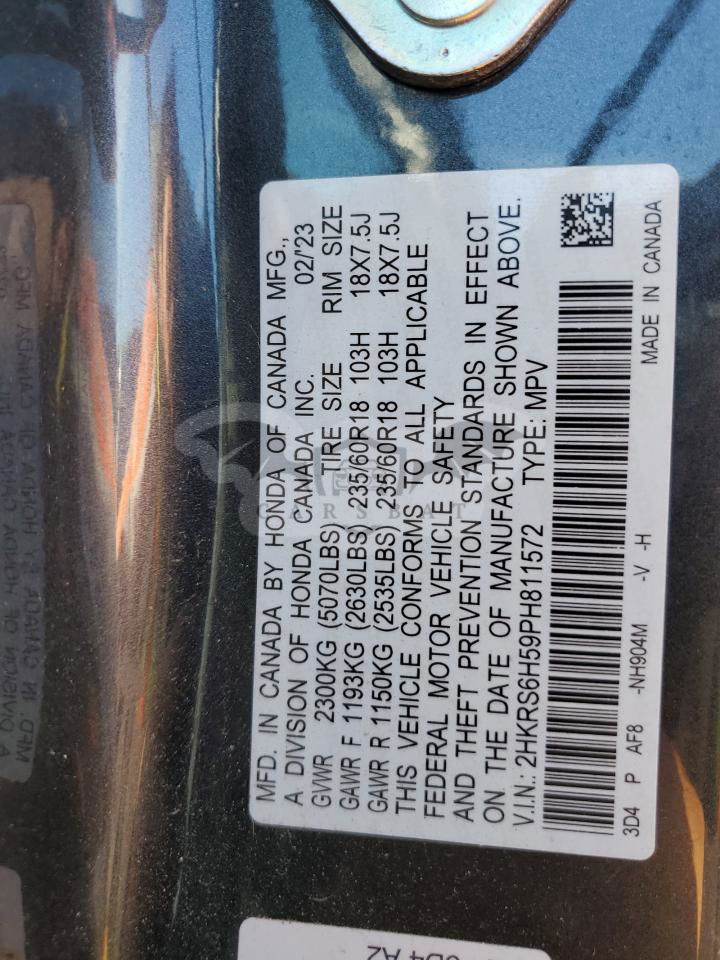 MFD. IN CANADA BY HONDA OF CANADA MFG.,
A DIVISION OF HONDA CANADA INC. 02/'23
GVWR 2300KG (5070LBS) TIRE SIZE RIM SIZE
GAWR F 1193KG (2630LBS) 235/60R18 103H 18X7.5J
GAWR R 1150KG (2535LBS) 235/60R18 103H 18X7.5J
THIS VEHICLE CONFORMS TO ALL APPLICABLE
FEDERAL MOTOR VEHICLE SAFETY
AND THEFT PREVENTION STANDARDS IN EFFECT
ON THE DATE OF MANUFACTURE SHOWN ABOVE.
V.I.N.: 2HKRS6H59PH811572 TYPE: MPV
3D4 P AF8 -NH904M -V -H MADE IN CANADA
CARSBAT